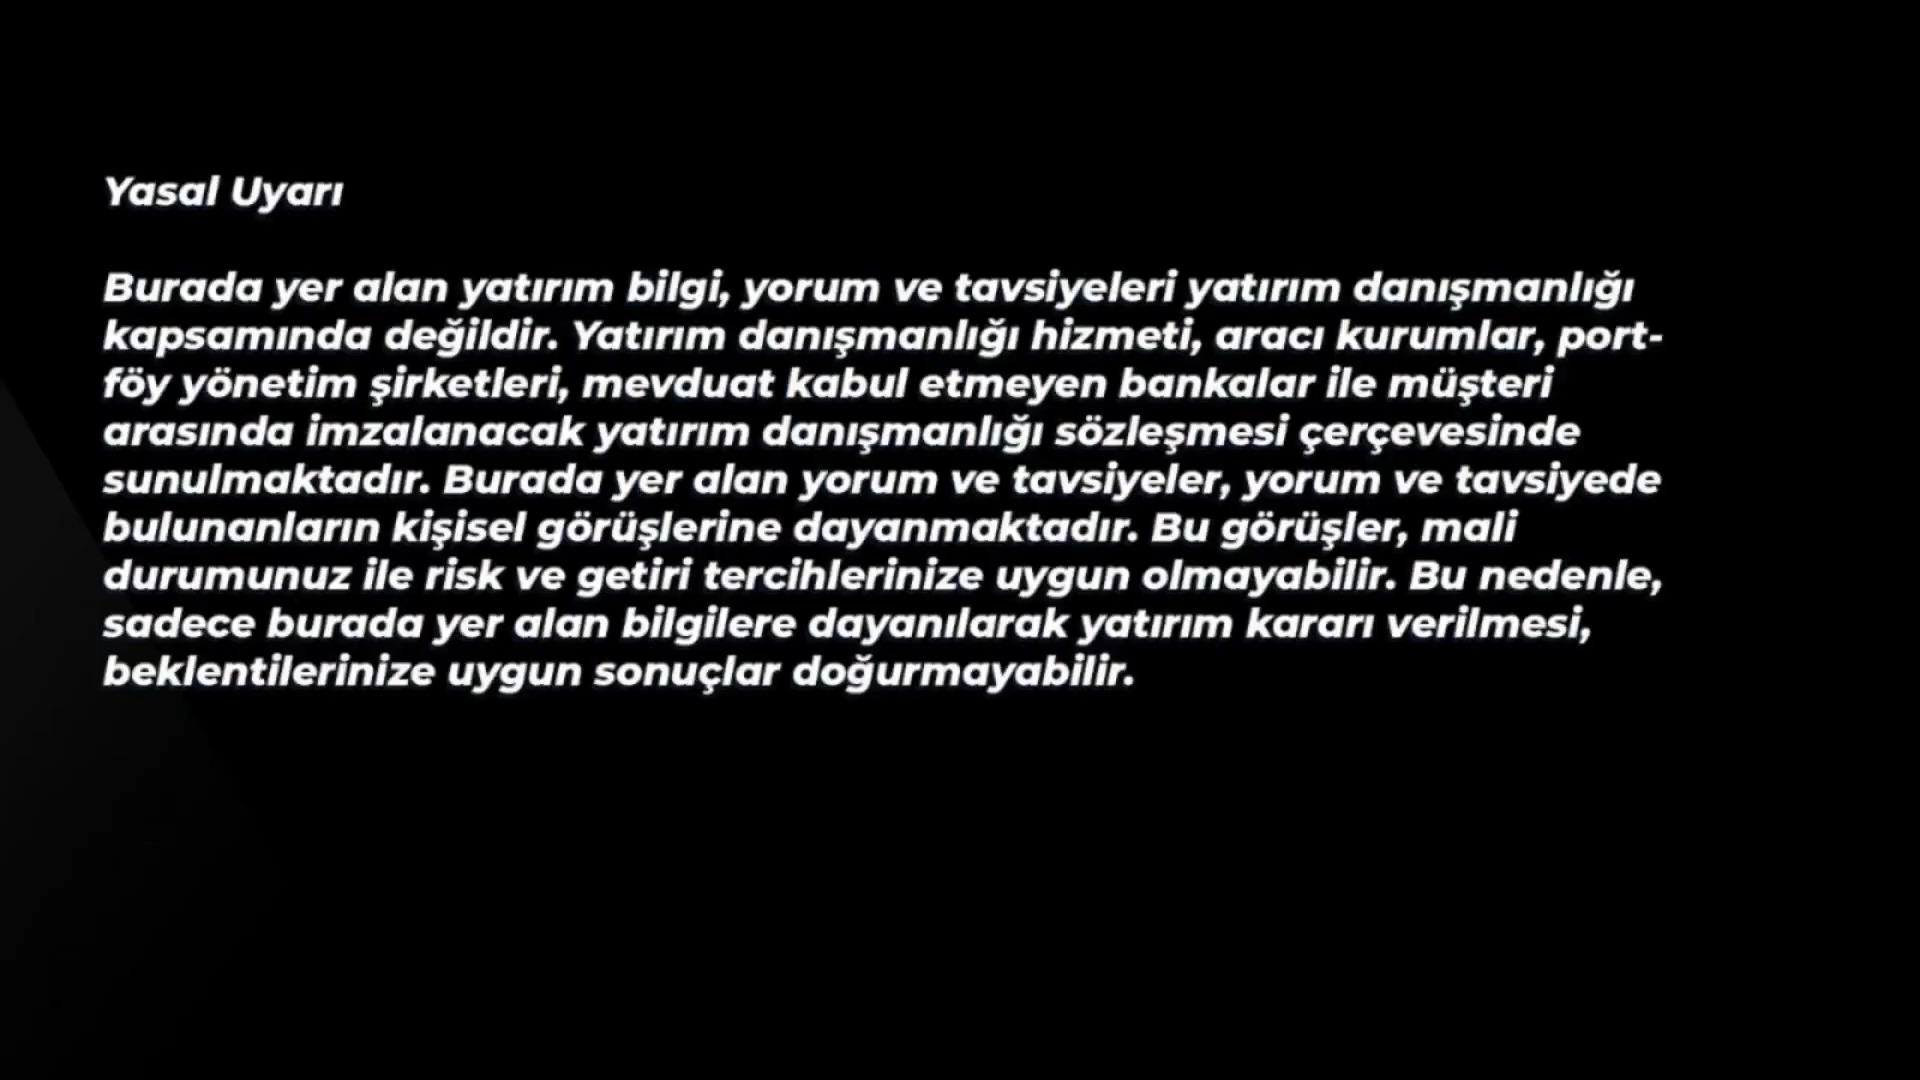 Yasal Uyarı
Burada yer alan yatırım bilgi, yorum ve tavsiyeleri yatırım danışmanlığı
kapsamında değildir. Yatırım danışmanlığı hizmeti, aracı kurumlar, port-
föy yönetim şirketleri, mevduat kabul etmeyen bankalar ile müşteri
arasında imzalanacak yatırım danışmanlığı sözleşmesi çerçevesinde
sunulmaktadır. Burada yer alan yorum ve tavsiyeler, yorum ve tavsiyede
bulunanların kişisel görüşlerine dayanmaktadır. Bu görüşler, mali
durumunuz ile risk ve getiri tercihlerinize uygun olmayabilir. Bu nedenle,
sadece burada yer alan bilgilere dayanılarak yatırım kararı verilmesi,
beklentilerinize uygun sonuçlar doğurmayabilir.